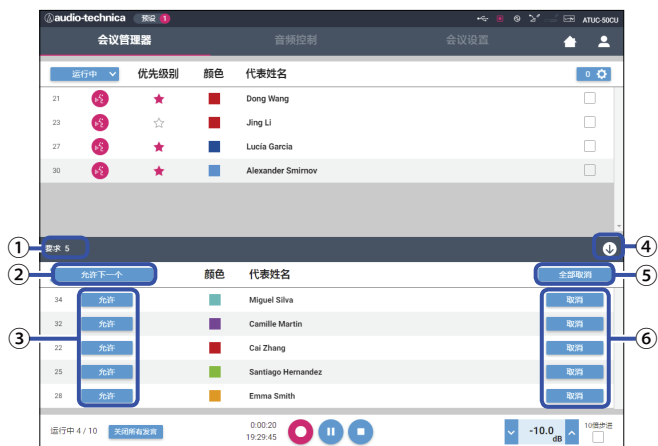 audio-technica 预设 1 ATUC-50CU
会议管理器 音频控制 会议设置
运行中 优先级别 颜色 代表姓名 0
21 Dong Wang
23 Jing Li
27 Lucía Garcia
30 Alexander Smirnov
① 要求 5 ④
② 允许下一个 颜色 代表姓名 全部取消 ⑤
34 允许 Miguel Silva 取消
③ 32 允许 Camille Martin 取消 ⑥
22 允许 Cai Zhang 取消
25 允许 Santiago Hernandez 取消
28 允许 Emma Smith 取消
运行中 4 / 10 关闭所有发言 0:00:20 -10.0 10倍步进
19:29:45 dB